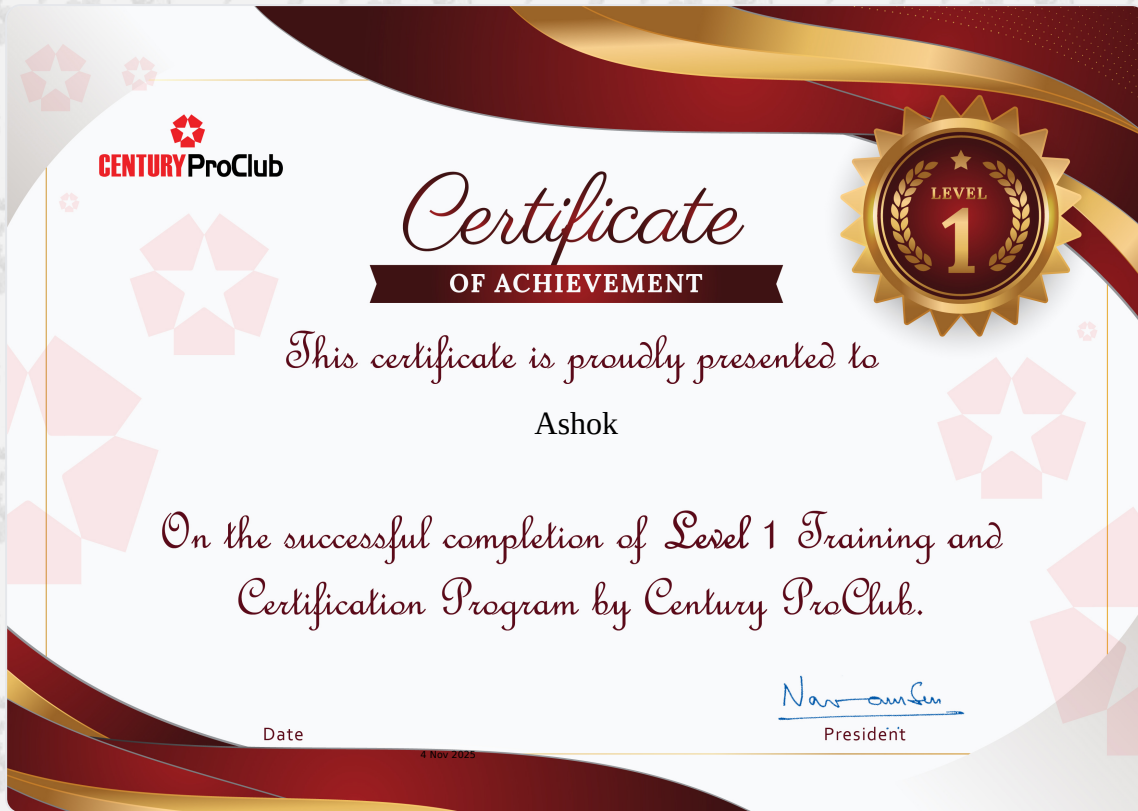 CENTURY ProClub
LEVEL
1
Certificate
OF ACHIEVEMENT
This certificate is proudly presented to
Ashok
On the successful completion of Level 1 Training and
Certification Program by Century ProClub.
Date
President
4 Nov 2025